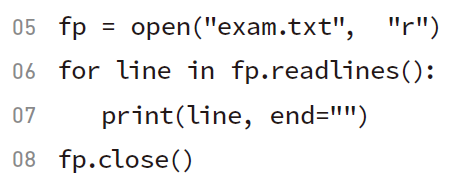 05 fp = open("exam.txt",  "r")
06 for line in fp.readlines():
07    print(line, end="")
08 fp.close()